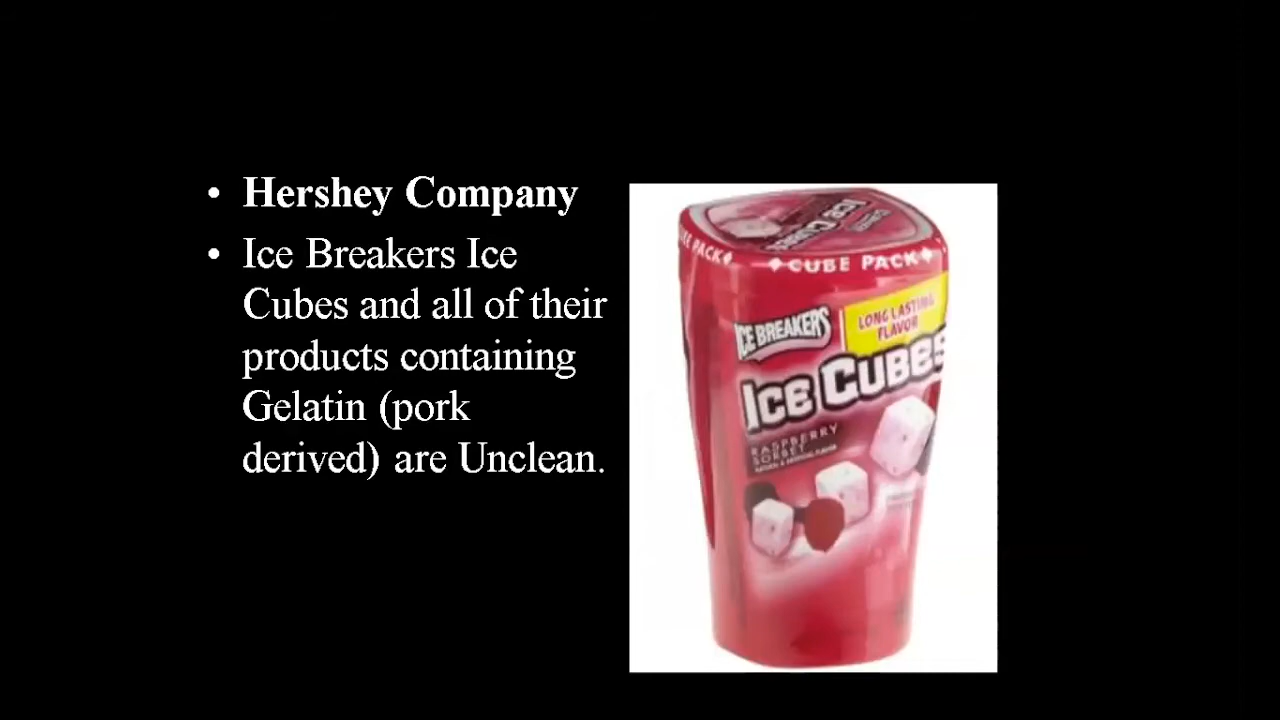 • Hershey Company
• Ice Breakers Ice
Cubes and all of their
products containing
Gelatin (pork
derived) are Unclean.
CUBE PACK
ICE BREAKERS
LONG LASTING
FLAVOR
ICE CUBES
RASPBERRY
SORBET